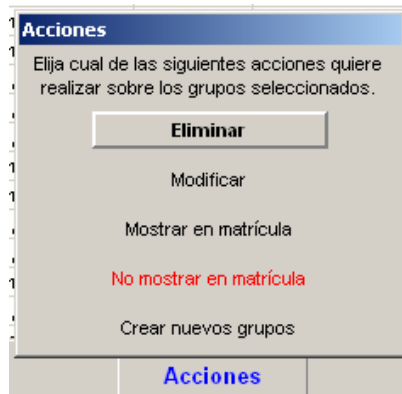 Acciones
Elija cual de las siguientes acciones quiere
realizar sobre los grupos seleccionados.
Eliminar
Modificar
Mostrar en matrícula
No mostrar en matrícula
Crear nuevos grupos
Acciones